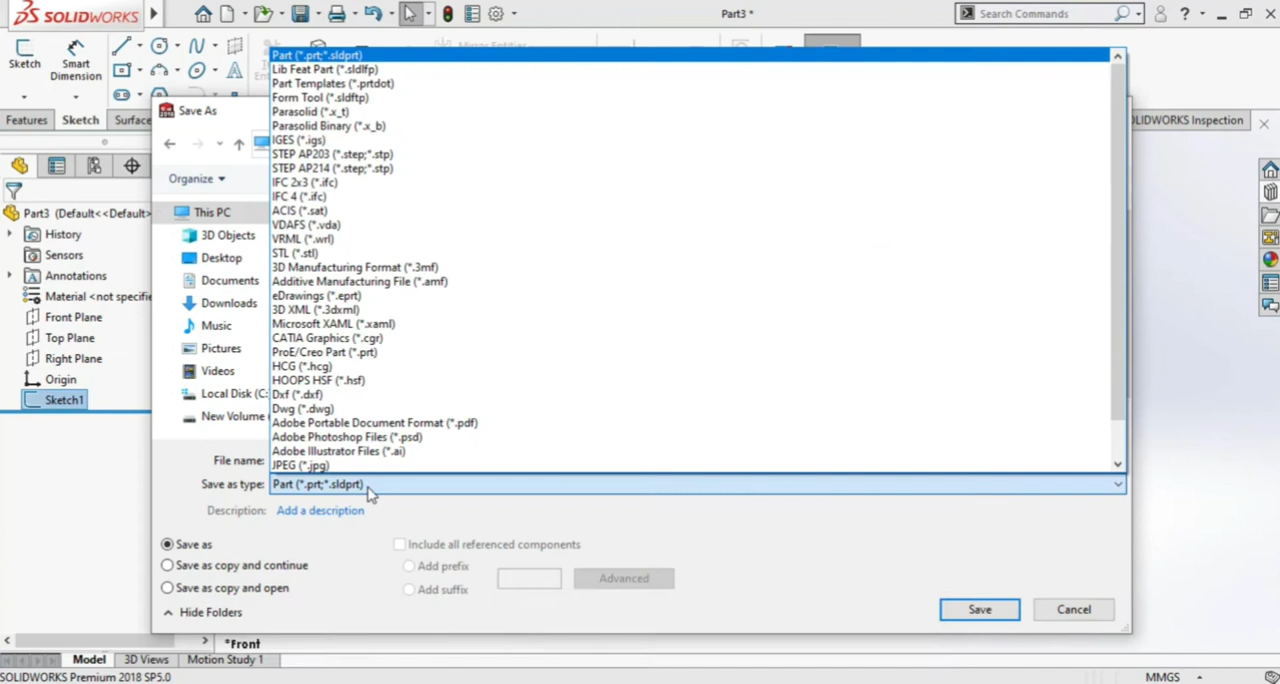 SOLIDWORKS
Part3 *
Search Commands
Sketch
Smart Dimension
Features
Sketch
OLIDWORKS Inspection
Save As
Organize
This PC
3D Objects
Desktop
Documents
Downloads
Music
Pictures
Videos
Local Disk (C:
New Volume
Part3 (Default<<Default>
History
Sensors
Annotations
Material <not specifie
Front Plane
Top Plane
Right Plane
Origin
Sketch1
Part (*.prt;*.sldprt)
Lib Feat Part (*.sldlfp)
Part Templates (*.prtdot)
Form Tool (*.sldftp)
Parasolid (*.x_t)
Parasolid Binary (*.x_b)
IGES (*.igs)
STEP AP203 (*.step;*.stp)
STEP AP214 (*.step;*.stp)
IFC 2x3 (*.ifc)
IFC 4 (*.ifc)
ACIS (*.sat)
VDAFS (*.vda)
VRML (*.wrl)
STL (*.stl)
3D Manufacturing Format (*.3mf)
Additive Manufacturing File (*.amf)
eDrawings (*.eprt)
3D XML (*.3dxml)
Microsoft XAML (*.xaml)
CATIA Graphics (*.cgr)
ProE/Creo Part (*.prt)
HCG (*.hcg)
HOOPS HSF (*.hsf)
Dxf (*.dxf)
Dwg (*.dwg)
Adobe Portable Document Format (*.pdf)
Adobe Photoshop Files (*.psd)
Adobe Illustrator Files (*.ai)
JPEG (*.jpg)
File name:
Save as type: Part (*.prt;*.sldprt)
Description: Add a description
Save as
Save as copy and continue
Save as copy and open
Include all referenced components
Add prefix
Add suffix
Advanced
Hide Folders
Save
Cancel
*Front
Model
3D Views
Motion Study 1
SOLIDWORKS Premium 2018 SP5.0
MMGS